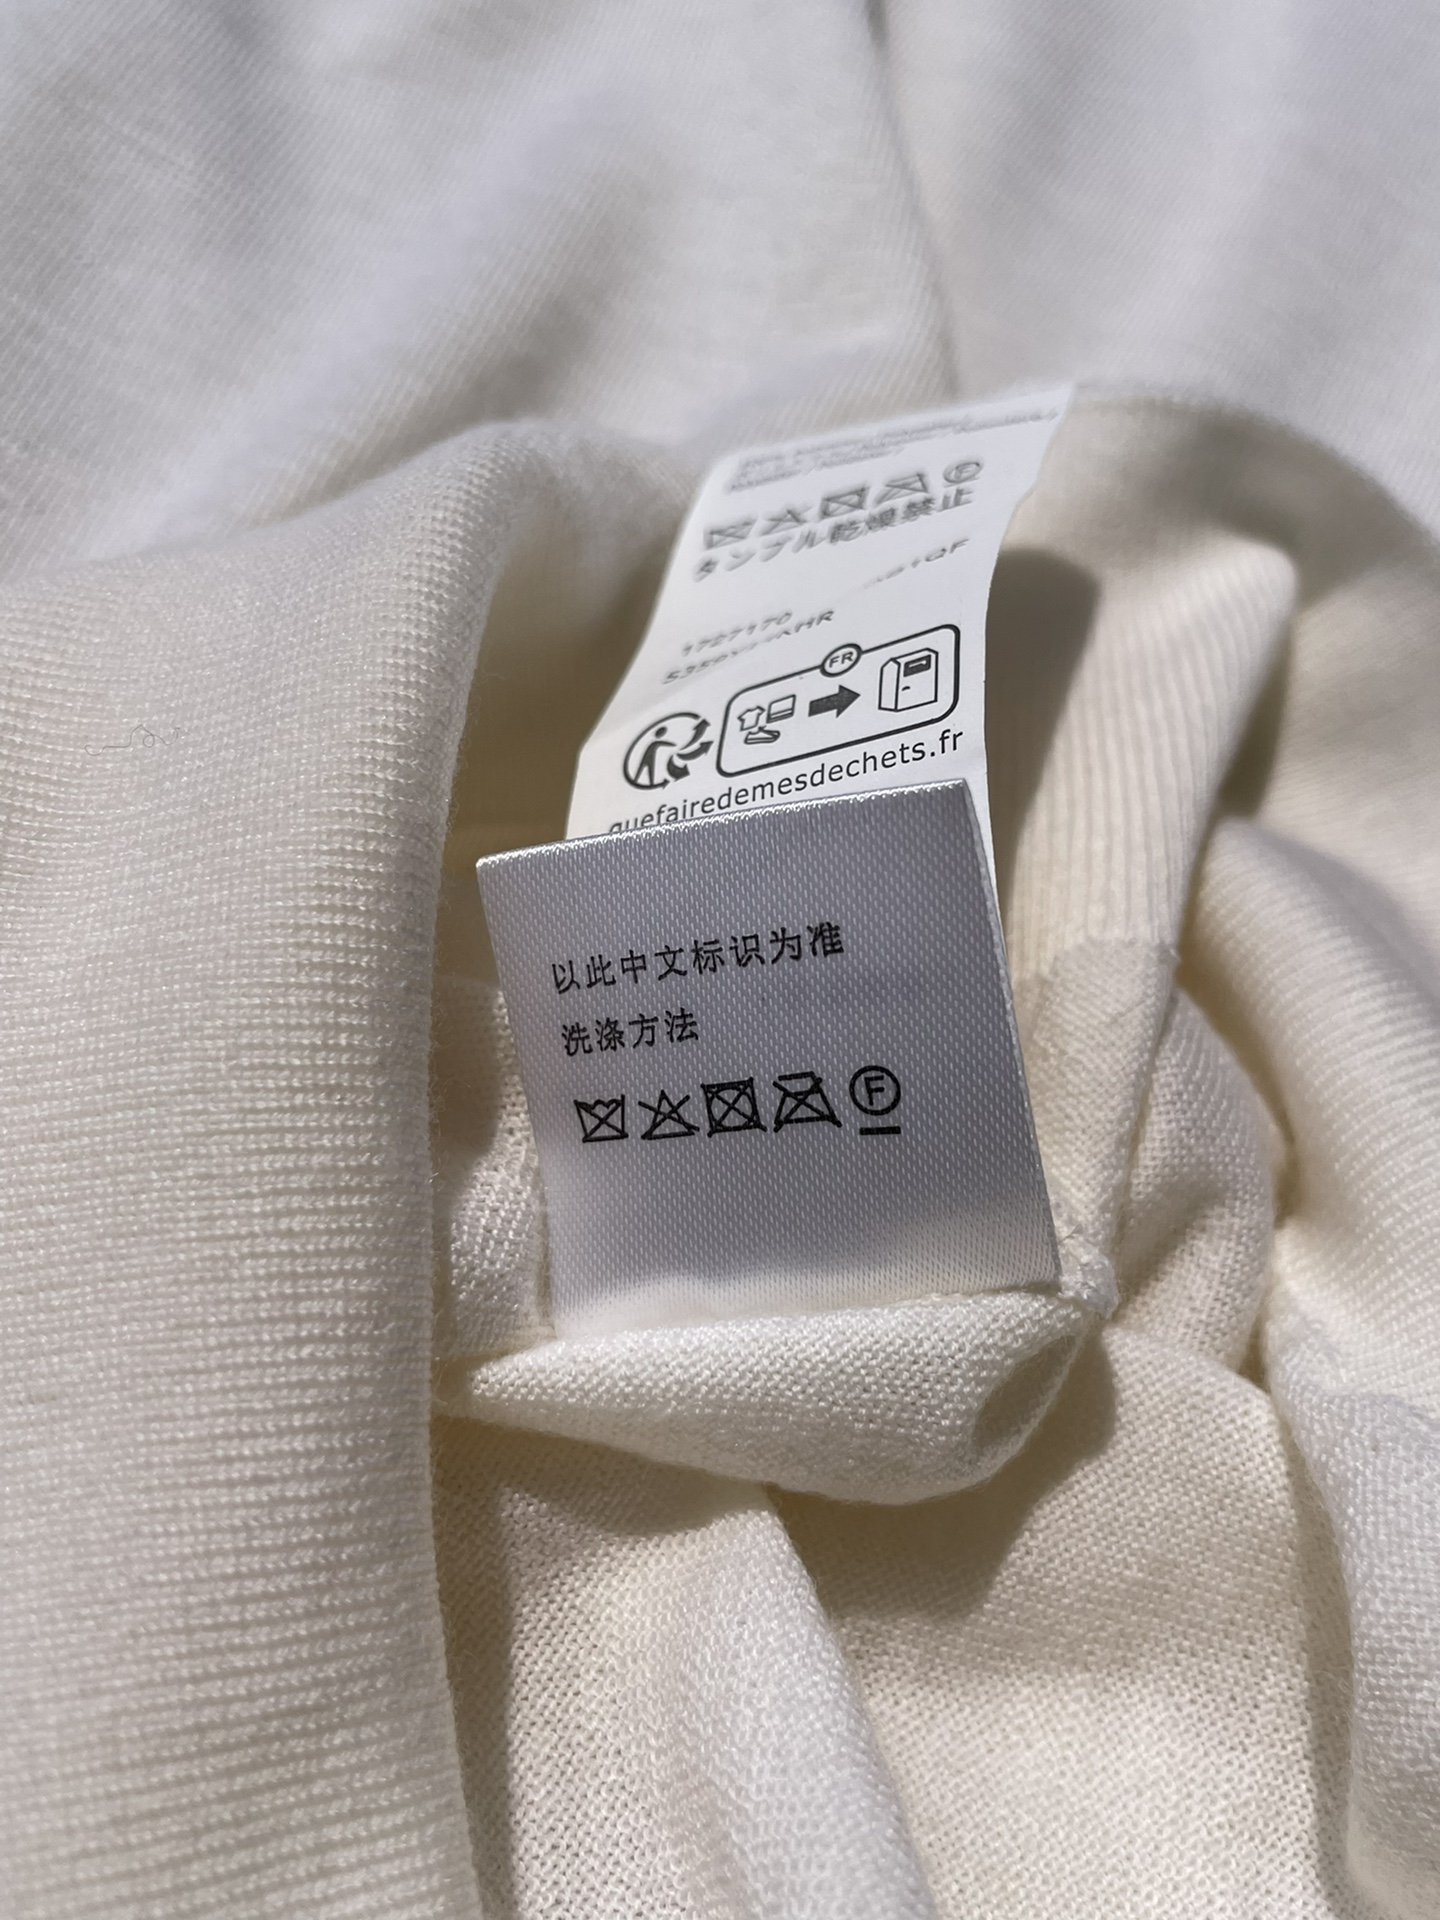 タンブル乾燥禁止
1727170
FR
quefairedemesdechets.fr
以此中文标识为准
洗涤方法
F